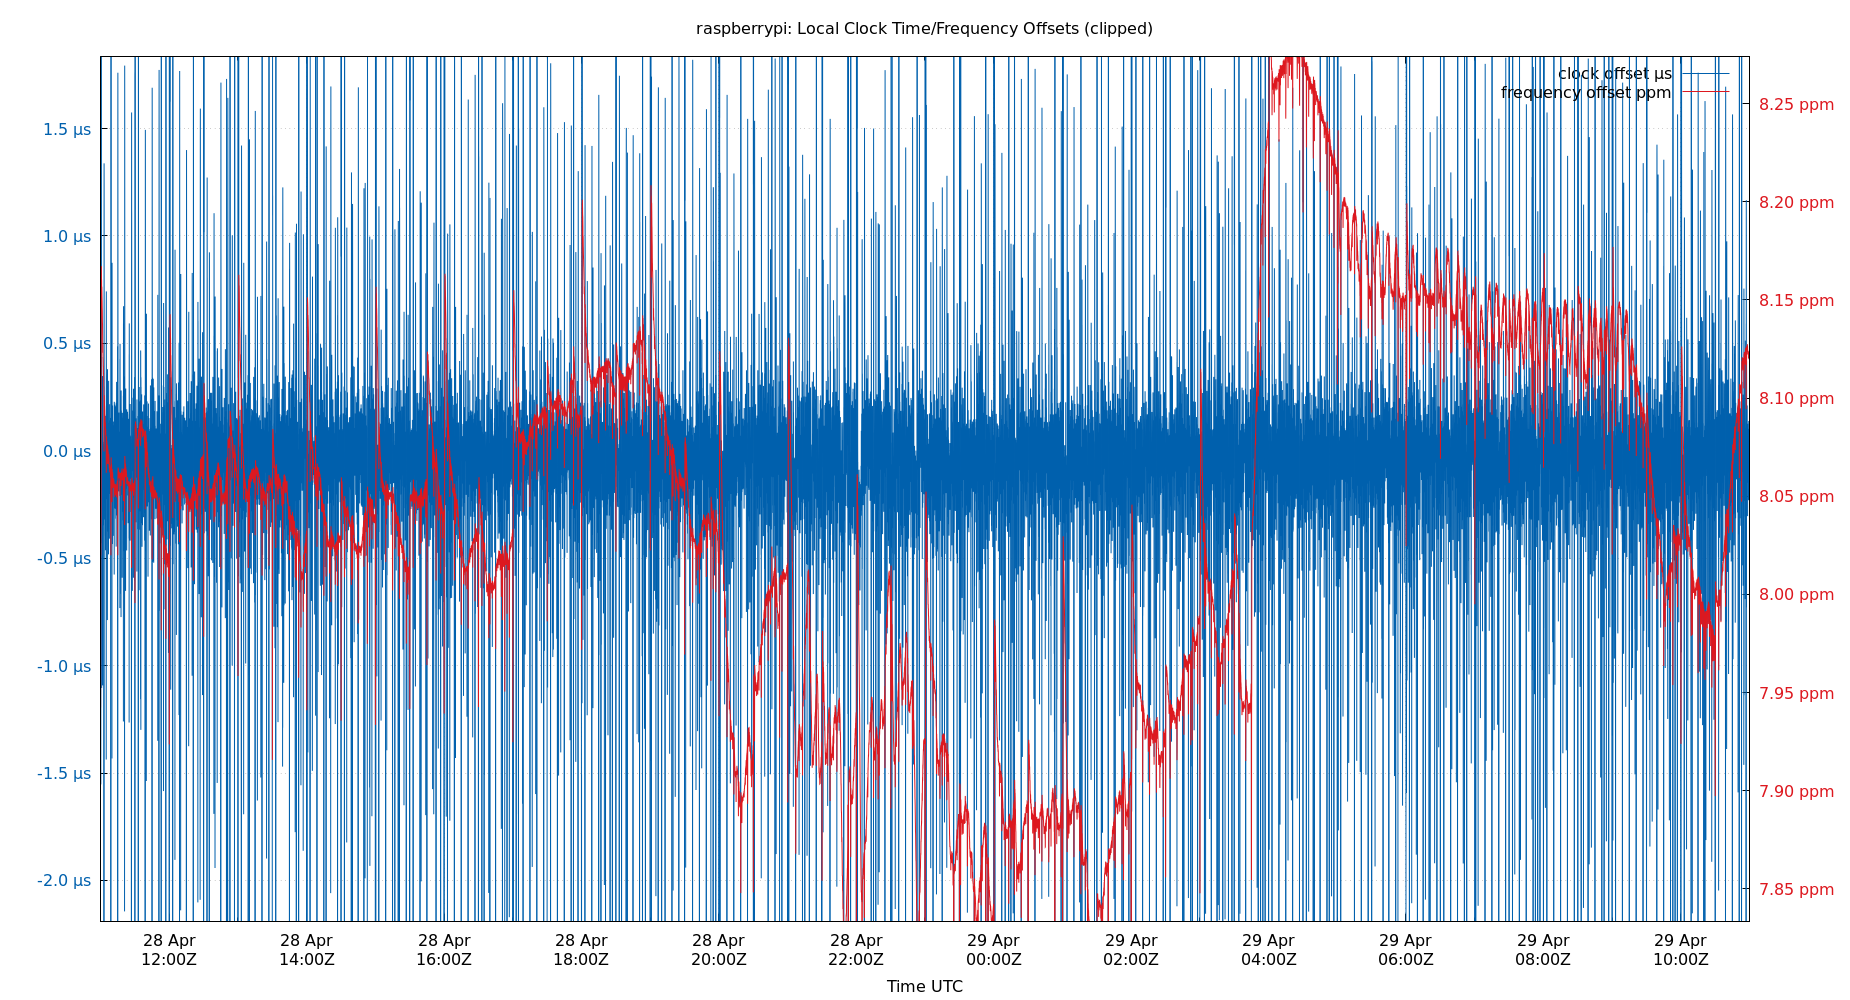 raspberrypi: Local Clock Time/Frequency Offsets (clipped)
clock offset µs
frequency offset ppm
1.5 µs
1.0 µs
0.5 µs
0.0 µs
-0.5 µs
-1.0 µs
-1.5 µs
-2.0 µs
8.25 ppm
8.20 ppm
8.15 ppm
8.10 ppm
8.05 ppm
8.00 ppm
7.95 ppm
7.90 ppm
7.85 ppm
28 Apr 28 Apr 28 Apr 28 Apr 28 Apr 28 Apr 29 Apr 29 Apr 29 Apr 29 Apr 29 Apr 29 Apr
12:00Z 14:00Z 16:00Z 18:00Z 20:00Z 22:00Z 00:00Z 02:00Z 04:00Z 06:00Z 08:00Z 10:00Z
Time UTC